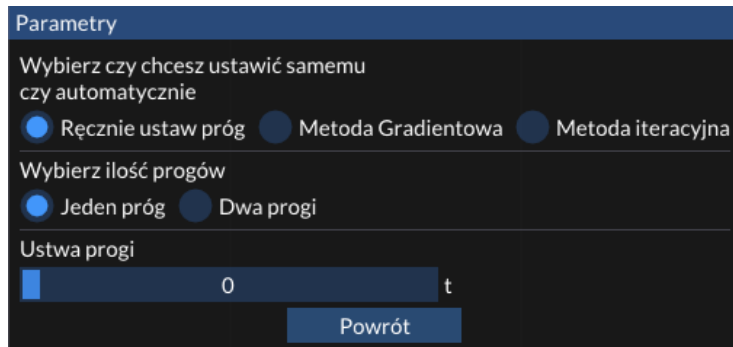 Parametry
Wybierz czy chcesz ustawić samemu
czy automatycznie
Ręcznie ustaw próg Metoda Gradientowa Metoda iteracyjna
Wybierz ilość progów
Jeden próg Dwa progi
Ustwa progi
0 t
Powrót